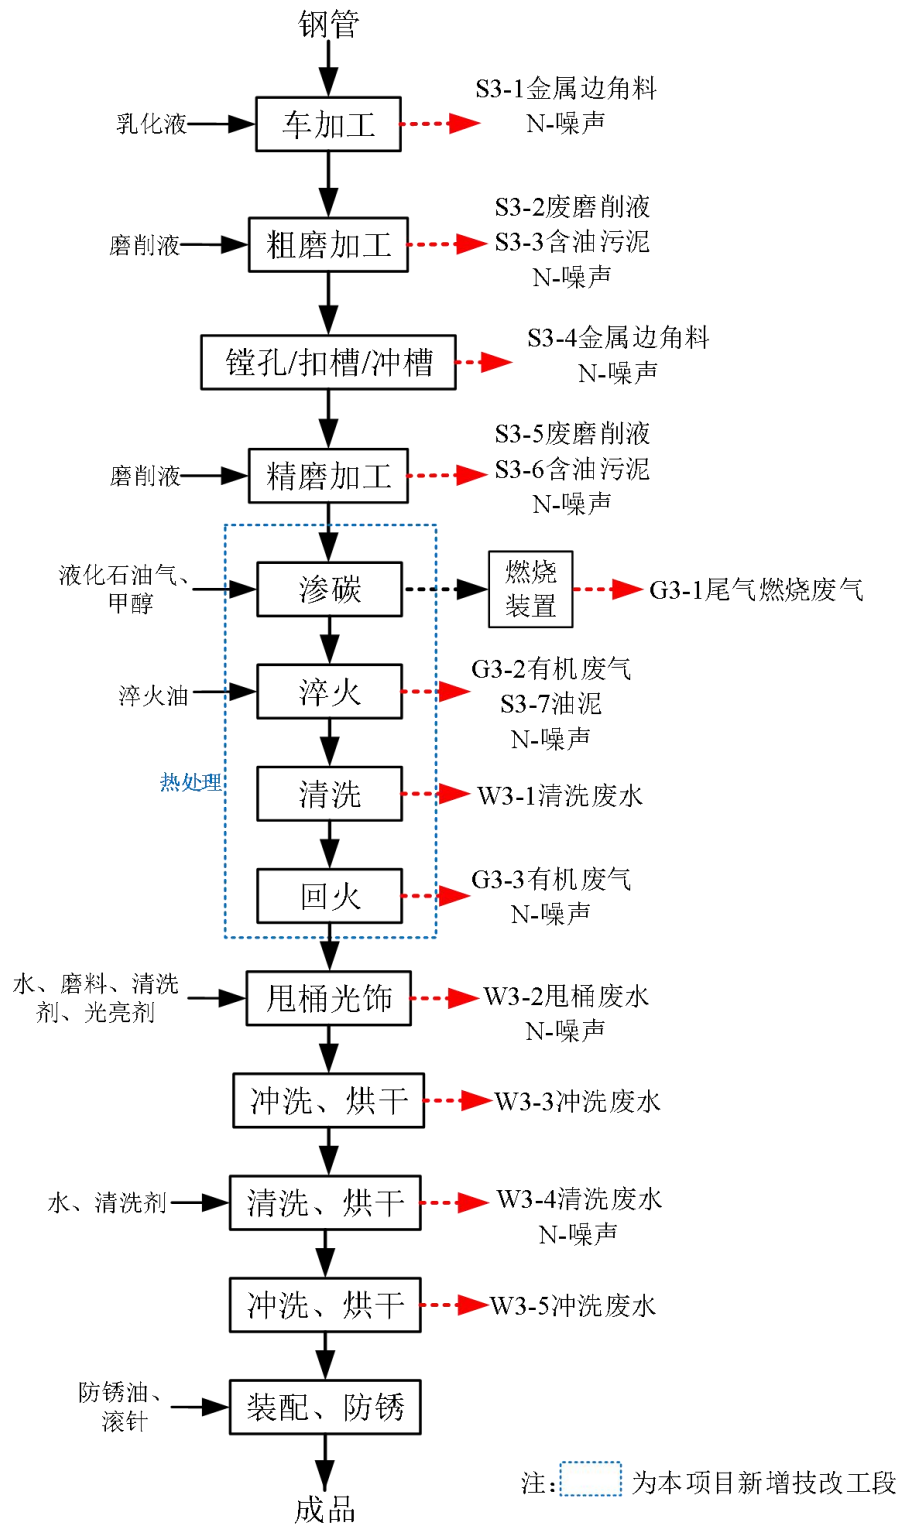 钢管
S3-1金属边角料
乳化液
车加工
N-噪声
S3-2废磨削液
磨削液
粗磨加工
S3-3含油污泥
N-噪声
镗孔/扣槽/冲槽
S3-4金属边角料
N-噪声
S3-5废磨削液
磨削液
精磨加工
S3-6含油污泥
N-噪声
液化石油气、
甲醇
渗碳
燃烧
装置
G3-1尾气燃烧废气
淬火油
淬火
G3-2有机废气
S3-7油泥
N-噪声
热处理
清洗
W3-1清洗废水
回火
G3-3有机废气
N-噪声
水、磨料、清洗
剂、光亮剂
甩桶光饰
W3-2甩桶废水
N-噪声
冲洗、烘干
W3-3冲洗废水
水、清洗剂
清洗、烘干
W3-4清洗废水
N-噪声
冲洗、烘干
W3-5冲洗废水
防锈油、
滚针
装配、防锈
注: 为本项目新增技改工段
成品